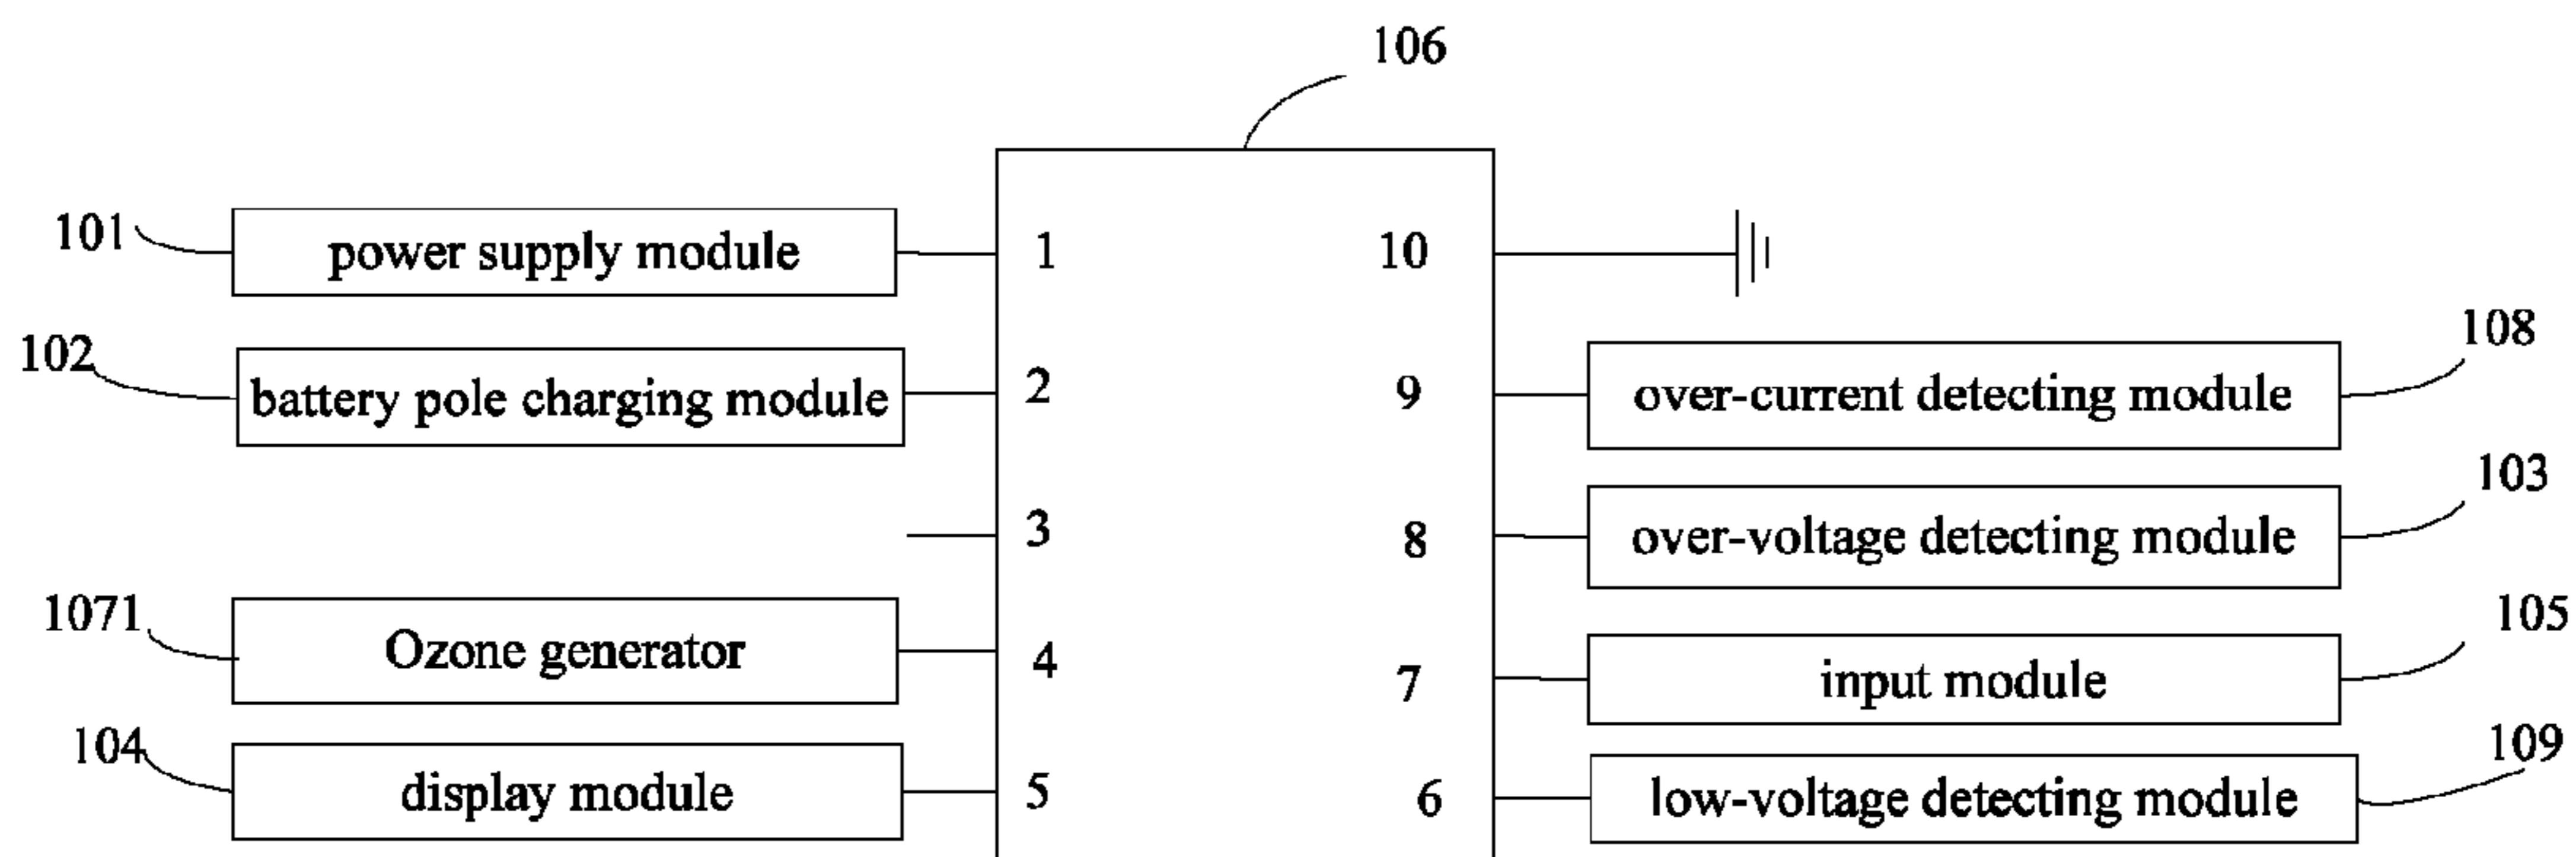 106
101 power supply module 1 10
102 battery pole charging module 2 9 over-current detecting module 108
3 8 over-voltage detecting module 103
1071 Ozone generator 4 7 input module 105
104 display module 5 6 low-voltage detecting module 109